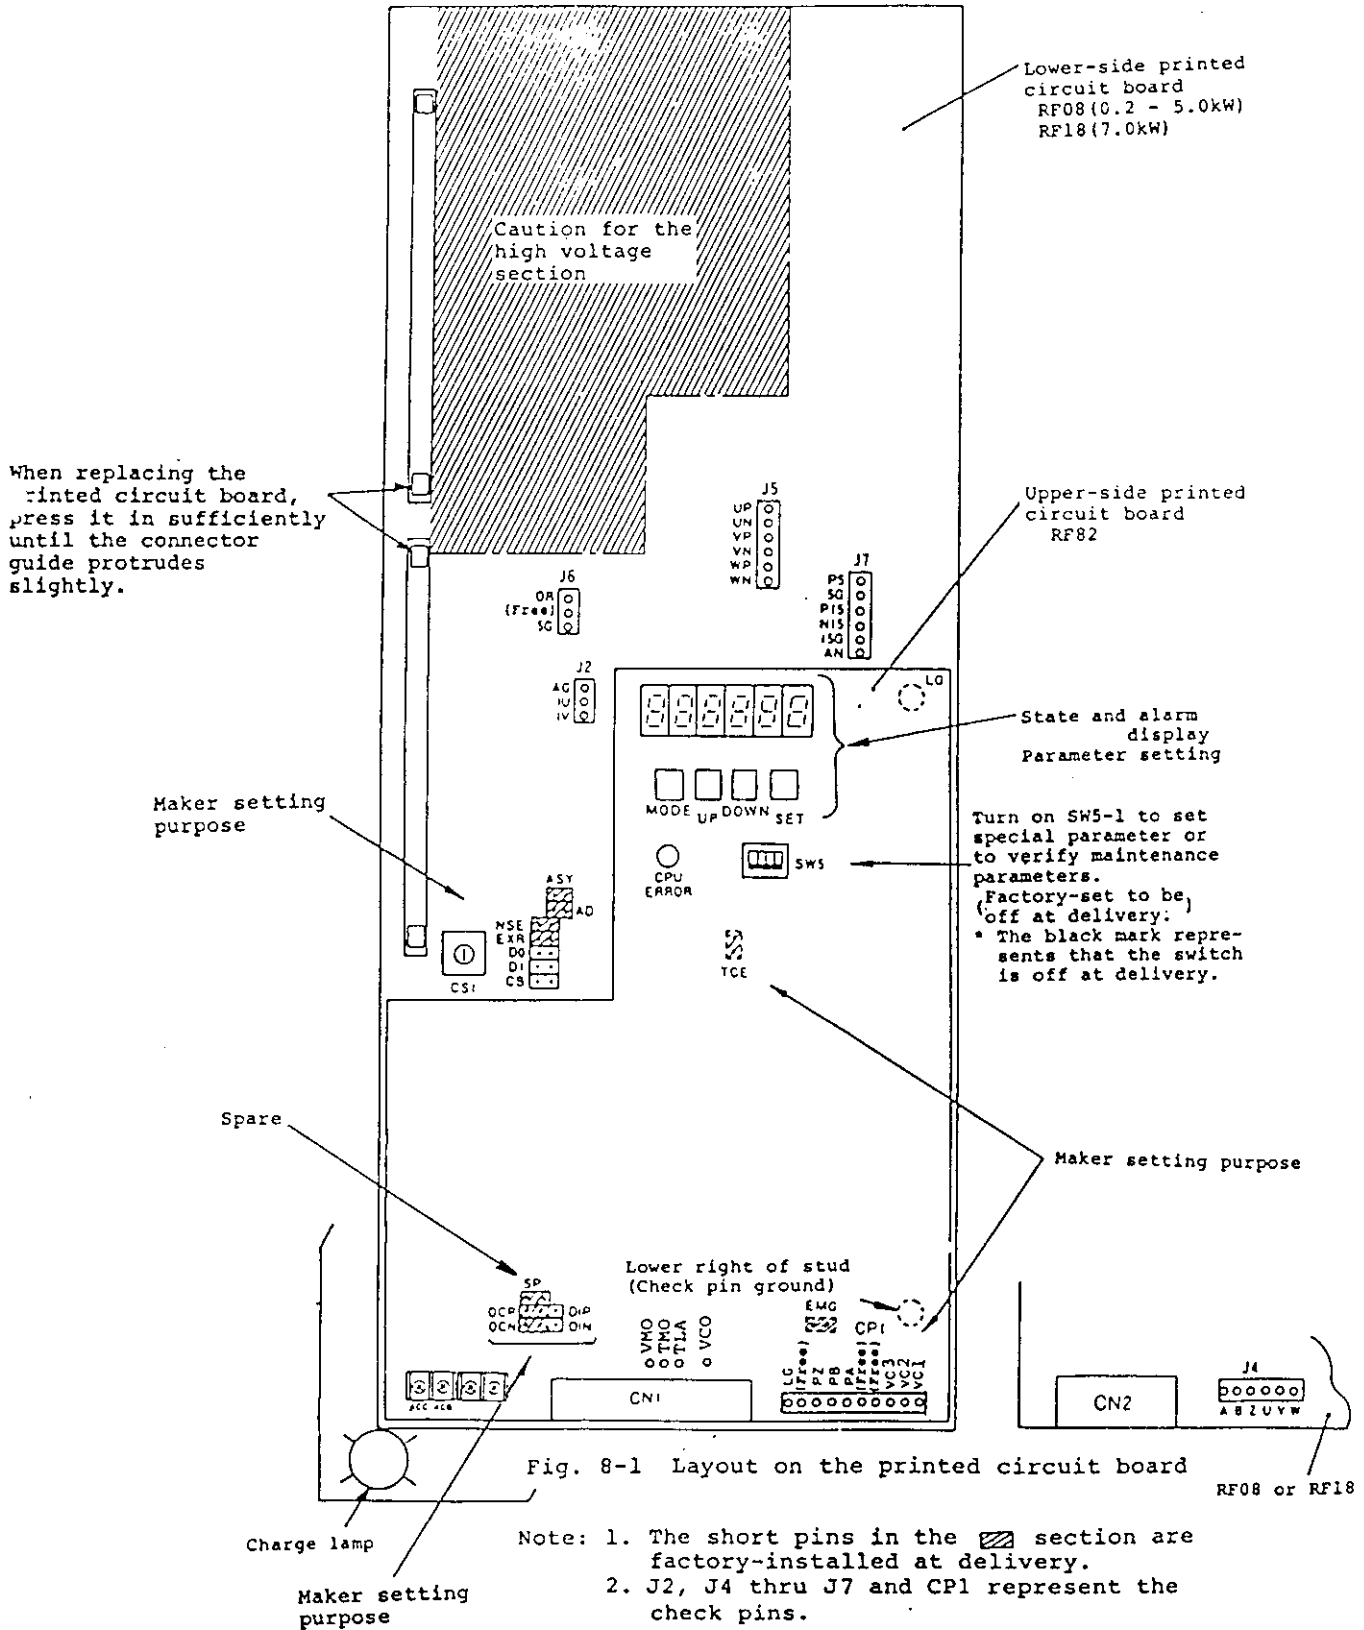 Lower-side printed
circuit board
RF08(0.2 - 5.0kW)
RF18(7.0kW)
Caution for the
high voltage
section
When replacing the
rinted circuit board,
press it in sufficiently
until the connector
guide protrudes
slightly.
J5
UP
UN
VP
VN
WP
WN
Upper-side printed
circuit board
RF82
J7
PS
SG
PIS
NIS
ISG
AN
J6
OR
(Free)
SG
J2
AG
IU
IV
LG
State and alarm
display
Parameter setting
MODE UP DOWN SET
Maker setting
purpose
CPU
ERROR
SW5
Turn on SW5-1 to set
special parameter or
to verify maintenance
parameters.
(Factory-set to be
off at delivery.)
* The black mark repre-
sents that the switch
is off at delivery.
ASY
AD
NSE
EXR
DO
DI
CS
CS1
TCE
Spare
Maker setting purpose
Lower right of stud
(Check pin ground)
SP
OCP DIP
OCN DIN
VMO
TMO
TLA
VCO
EMG
CP1
LG
(Free)
PZ
PB
PA
(Free)
(Free)
VC3
VC2
VC1
CN1
CN2
J4
A B Z U V W
Fig. 8-1 Layout on the printed circuit board
RF08 or RF18
Charge lamp
Maker setting
purpose
Note: 1. The short pins in the section are
factory-installed at delivery.
2. J2, J4 thru J7 and CP1 represent the
check pins.